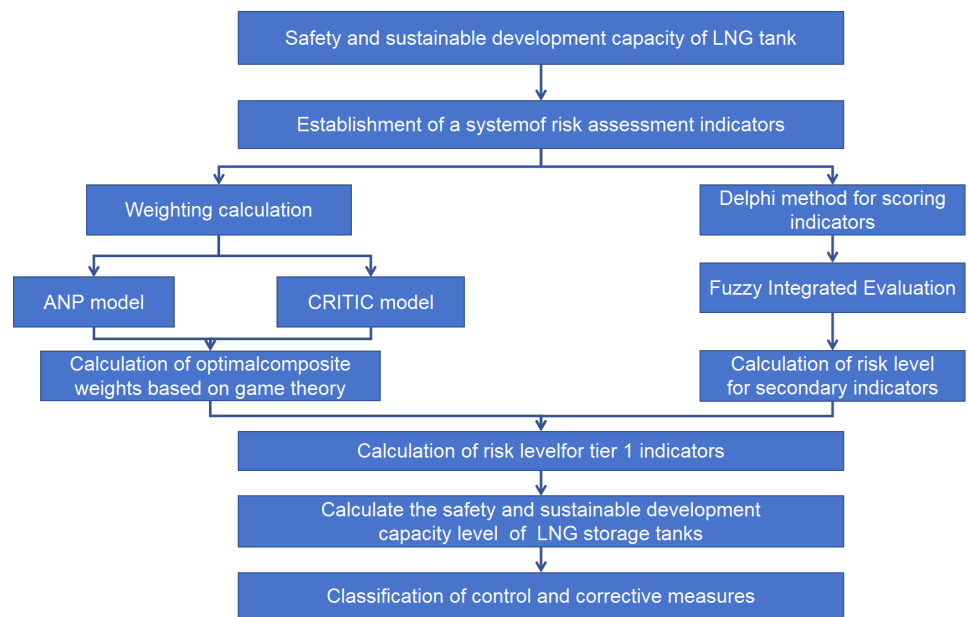 Safety and sustainable development capacity of LNG tank
Establishment of a systemof risk assessment indicators
Weighting calculation
Delphi method for scoring
indicators
ANP model
CRITIC model
Fuzzy Integrated Evaluation
Calculation of optimalcomposite
weights based on game theory
Calculation of risk level
for secondary indicators
Calculation of risk levelfor tier 1 indicators
Calculate the safety and sustainable development
capacity level of LNG storage tanks
Classification of control and corrective measures